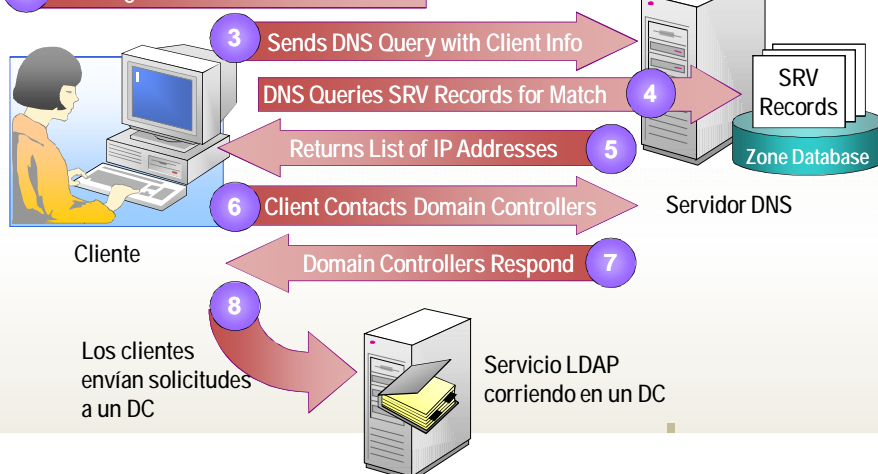 3
Sends DNS Query with Client Info
DNS Queries SRV Records for Match
4
SRV
Records
Returns List of IP Addresses
5
Zone Database
6
Client Contacts Domain Controllers
Servidor DNS
Cliente
Domain Controllers Respond
7
8
Los clientes
envían solicitudes
a un DC
Servicio LDAP
corriendo en un DC